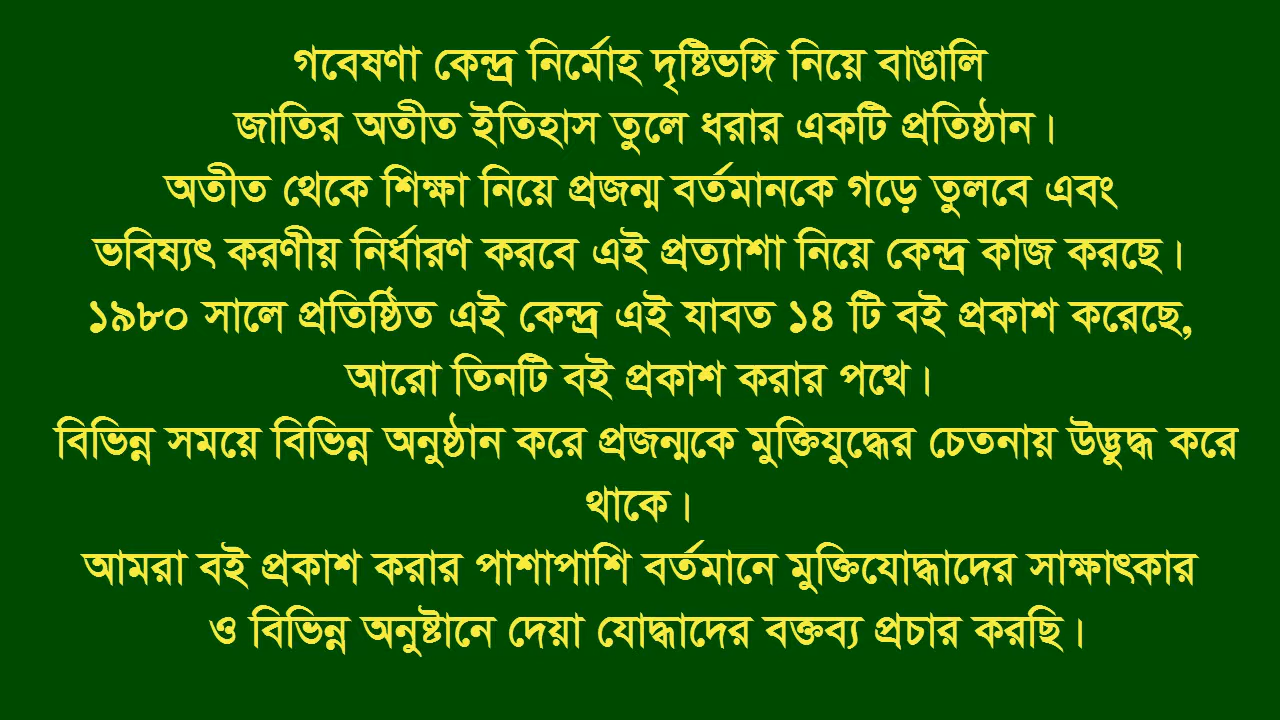 গবেষণা কেন্দ্র নির্মোহ দৃষ্টিভঙ্গি নিয়ে বাঙালি
জাতির অতীত ইতিহাস তুলে ধরার একটি প্রতিষ্ঠান।
অতীত থেকে শিক্ষা নিয়ে প্রজন্ম বর্তমানকে গড়ে তুলবে এবং
ভবিষ্যৎ করণীয় নির্ধারণ করবে এই প্রত্যাশা নিয়ে কেন্দ্র কাজ করছে।
১৯৮০ সালে প্রতিষ্ঠিত এই কেন্দ্র এই যাবত ১৪ টি বই প্রকাশ করেছে,
আরো তিনটি বই প্রকাশ করার পথে।
বিভিন্ন সময়ে বিভিন্ন অনুষ্ঠান করে প্রজন্মকে মুক্তিযুদ্ধের চেতনায় উদ্ভুদ্ধ করে
থাকে।
আমরা বই প্রকাশ করার পাশাপাশি বর্তমানে মুক্তিযোদ্ধাদের সাক্ষাৎকার
ও বিভিন্ন অনুষ্টানে দেয়া যোদ্ধাদের বক্তব্য প্রচার করছি।